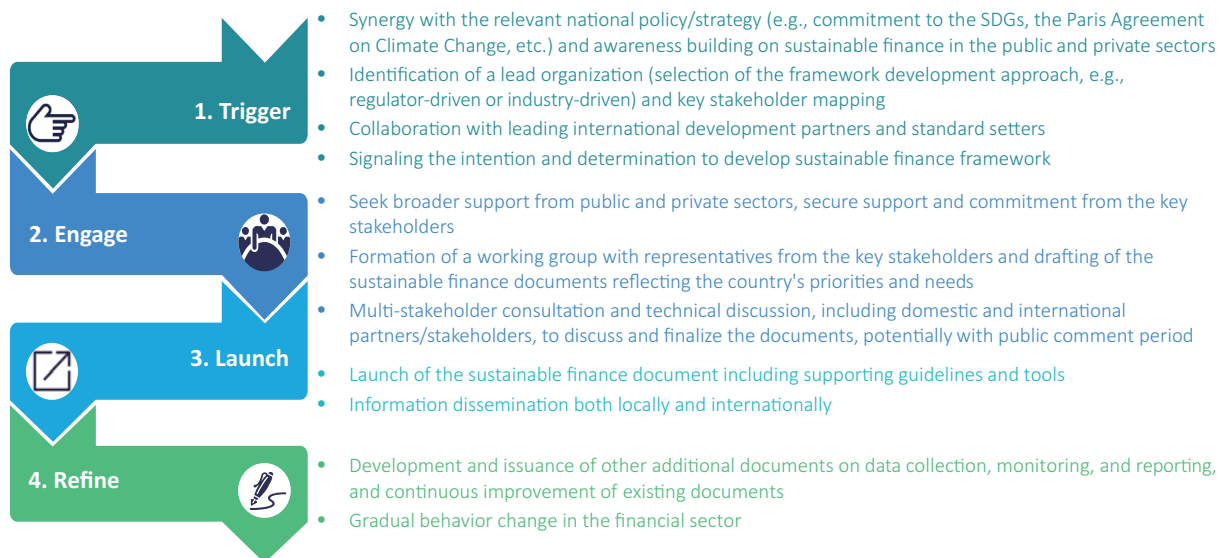 1. Trigger
• Synergy with the relevant national policy/strategy (e.g., commitment to the SDGs, the Paris Agreement
on Climate Change, etc.) and awareness building on sustainable finance in the public and private sectors
• Identification of a lead organization (selection of the framework development approach, e.g.,
regulator-driven or industry-driven) and key stakeholder mapping
• Collaboration with leading international development partners and standard setters
• Signaling the intention and determination to develop sustainable finance framework
2. Engage
• Seek broader support from public and private sectors, secure support and commitment from the key
stakeholders
• Formation of a working group with representatives from the key stakeholders and drafting of the
sustainable finance documents reflecting the country's priorities and needs
• Multi-stakeholder consultation and technical discussion, including domestic and international
partners/stakeholders, to discuss and finalize the documents, potentially with public comment period
3. Launch
• Launch of the sustainable finance document including supporting guidelines and tools
• Information dissemination both locally and internationally
4. Refine
• Development and issuance of other additional documents on data collection, monitoring, and reporting,
and continuous improvement of existing documents
• Gradual behavior change in the financial sector